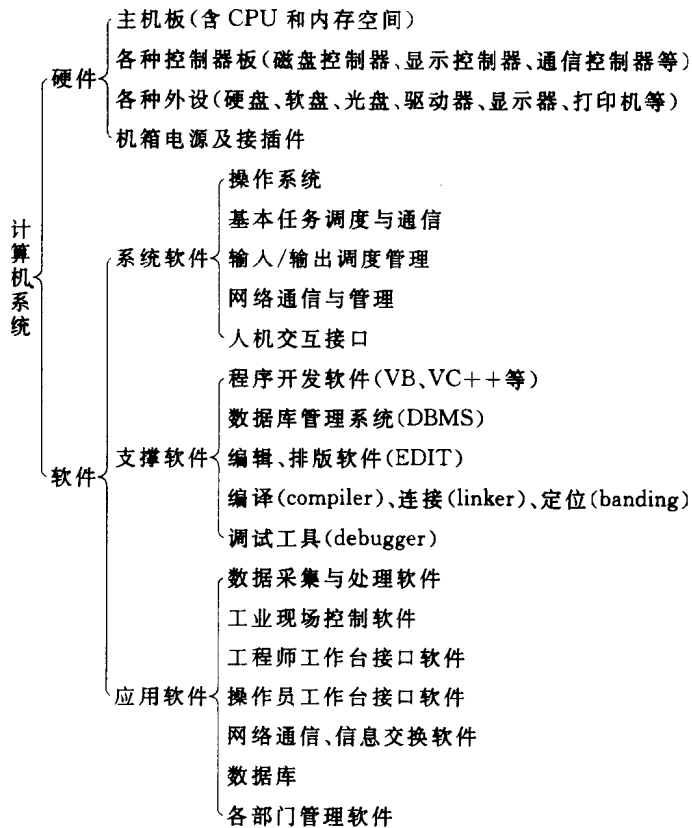 计算机系统
硬件
主机板(含 CPU 和内存空间)
各种控制器板(磁盘控制器、显示控制器、通信控制器等)
各种外设(硬盘、软盘、光盘、驱动器、显示器、打印机等)
机箱电源及接插件
软件
系统软件
操作系统
基本任务调度与通信
输入/输出调度管理
网络通信与管理
人机交互接口
支撑软件
程序开发软件(VB、VC++等)
数据库管理系统(DBMS)
编辑、排版软件(EDIT)
编译(compiler)、连接(linker)、定位(banding)
调试工具(debugger)
应用软件
数据采集与处理软件
工业现场控制软件
工程师工作台接口软件
操作员工作台接口软件
网络通信、信息交换软件
数据库
各部门管理软件